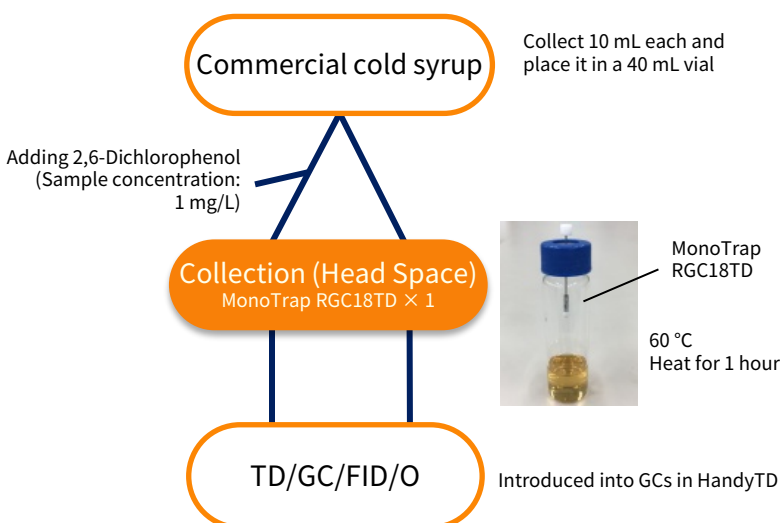 Commercial cold syrup
Collect 10 mL each and
place it in a 40 mL vial
Adding 2,6-Dichlorophenol
(Sample concentration:
1 mg/L)
Collection (Head Space)
MonoTrap RGC18TD × 1
MonoTrap
RGC18TD
60 °C
Heat for 1 hour
TD/GC/FID/O
Introduced into GCs in HandyTD